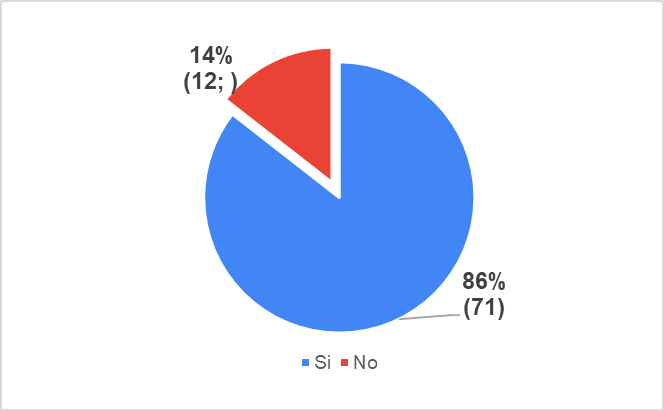 14%
(12; )
86%
(71)
Si No